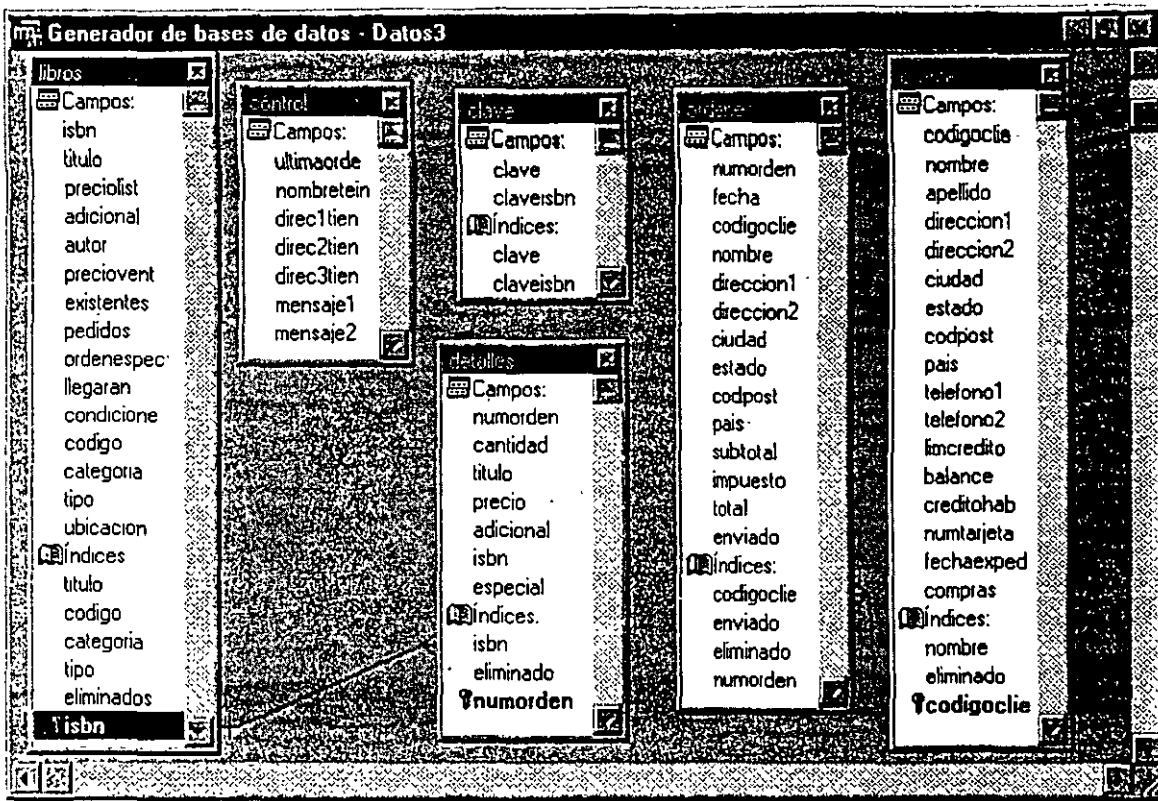 Generador de bases de datos - Datos3
libros
Campos:
isbn
titulo
preciolist
adicional
autor
preciovent
existentes
pedidos
ordenespec
llegaran
condicione
codigo
categoria
tipo
ubicacion
Índices
titulo
codigo
categoria
tipo
eliminados
isbn
control
Campos:
ultimaorde
nombretein
direc1tien
direc2tien
direc3tien
mensaje1
mensaje2
clave
Campos:
clave
claveisbn
Índices:
clave
claveisbn
detalles
Campos:
numorden
cantidad
titulo
precio
adicional
isbn
especial
Índices.
isbn
eliminado
numorden
Campos:
numorden
fecha
codigoclie
nombre
direccion1
direccion2
ciudad
estado
codpost
pais
subtotal
impuesto
total
enviado
Índices:
codigoclie
enviado
eliminado
numorden
Campos:
codigoclie
nombre
apellido
direccion1
direccion2
ciudad
estado
codpost
pais
telefono1
telefono2
limcredito
balance
creditohab
numtarjeta
fechaexped
compras
Índices:
nombre
eliminado
codigoclie